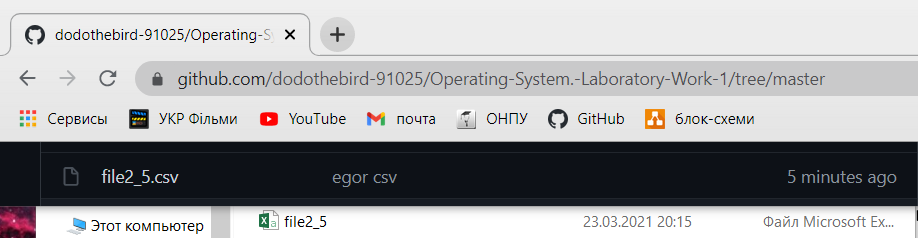 dodothebird-91025/Operating-Sy
github.com/dodothebird-91025/Operating-System.-Laboratory-Work-1/tree/master
Сервисы УКР Фільми YouTube почта ОНПУ GitHub блок-схеми
file2_5.csv egor csv 5 minutes ago
Этот компьютер file2_5 23.03.2021 20:15 Файл Microsoft Ex...